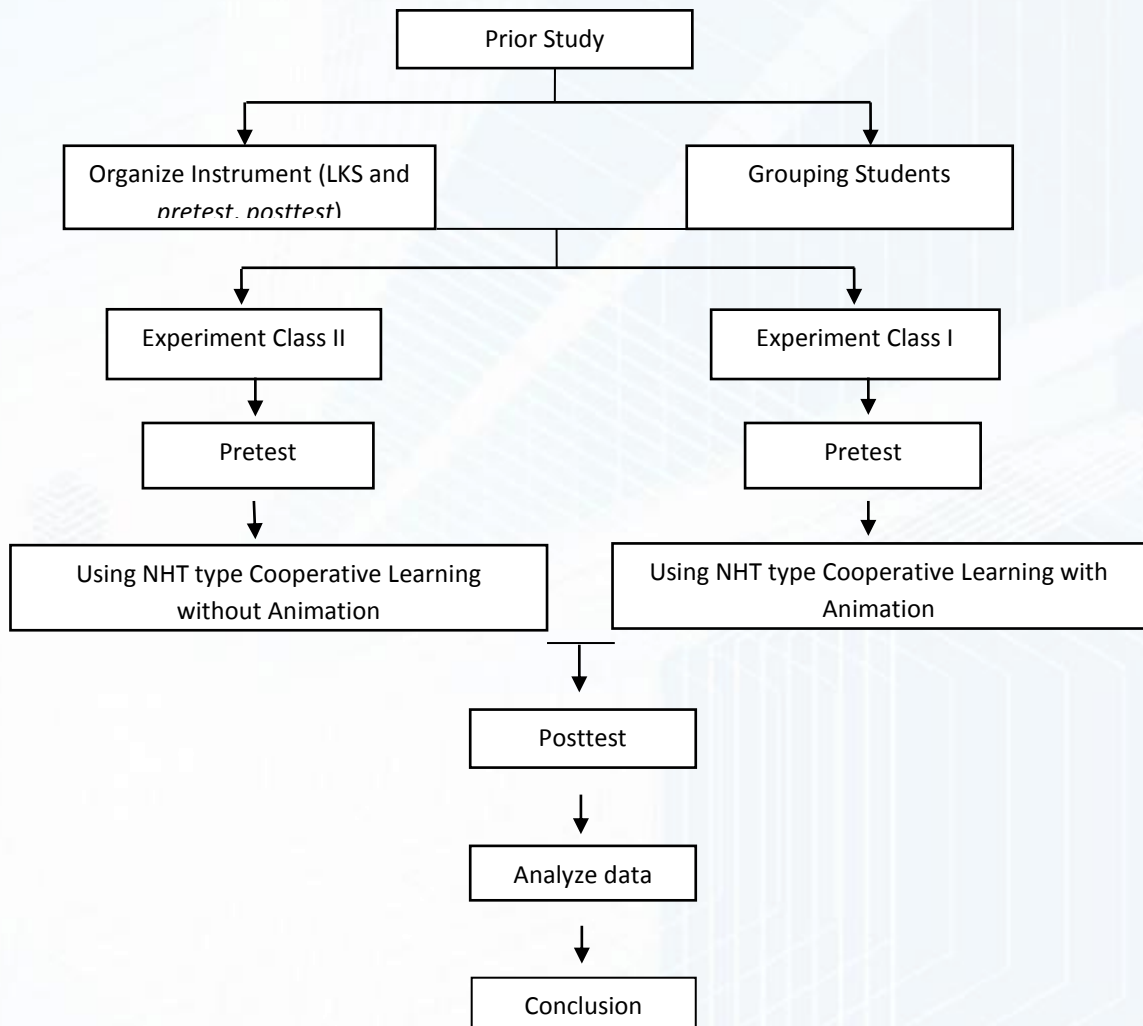 Prior Study
Organize Instrument (LKS and
pretest, posttest)
Grouping Students
Experiment Class II
Experiment Class I
Pretest
Pretest
Using NHT type Cooperative Learning
without Animation
Using NHT type Cooperative Learning with
Animation
Posttest
Analyze data
Conclusion